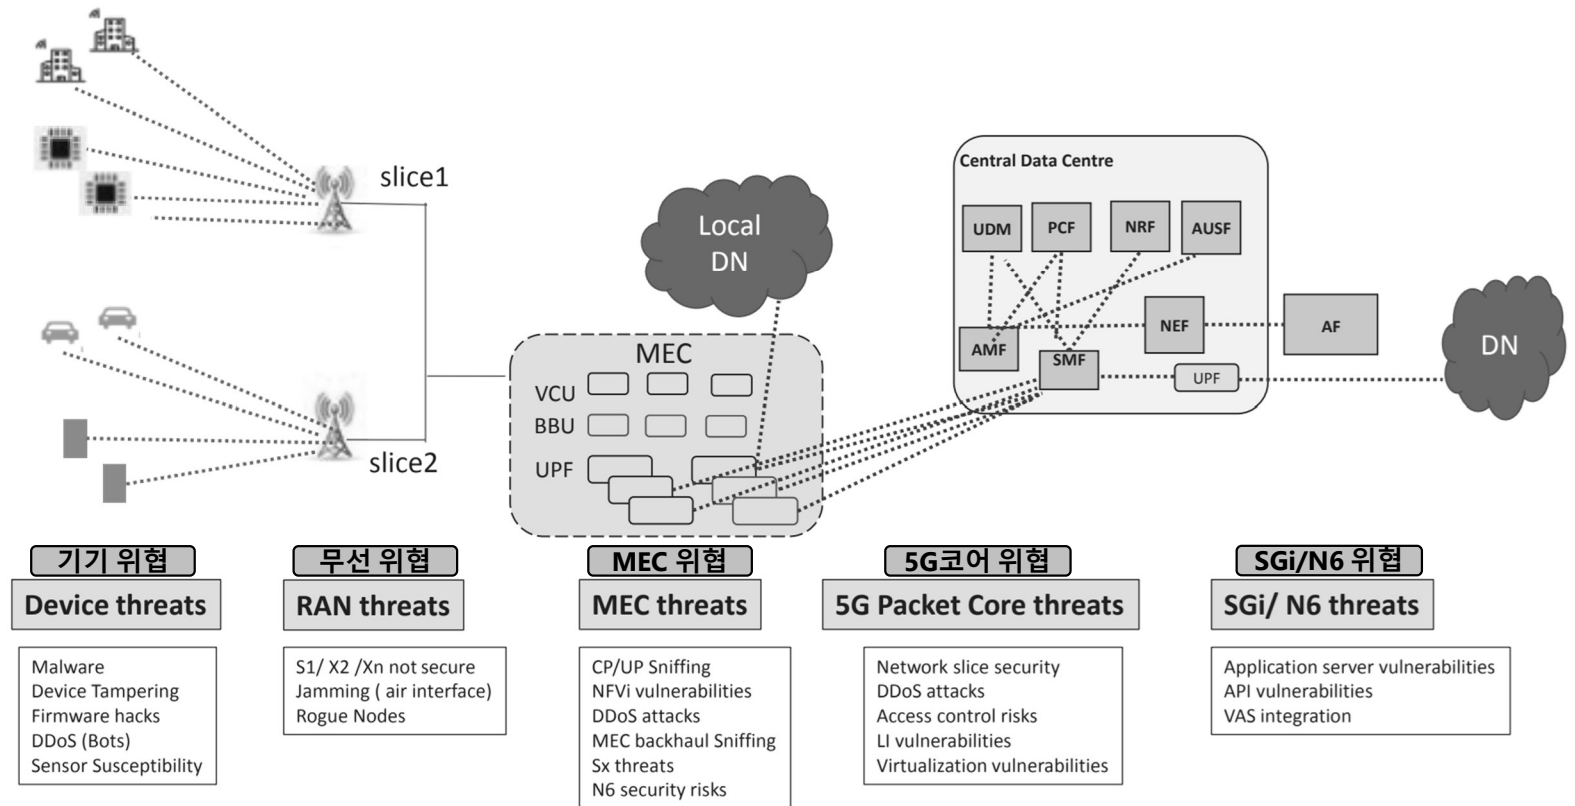 slice1
slice2
Local
DN
MEC
VCU
BBU
UPF
Central Data Centre
UDM
PCF
NRF
AUSF
AMF
SMF
NEF
UPF
AF
DN
기기 위협
Device threats
Malware
Device Tampering
Firmware hacks
DDoS (Bots)
Sensor Susceptibility
무선 위협
RAN threats
S1/ X2 /Xn not secure
Jamming ( air interface)
Rogue Nodes
MEC 위협
MEC threats
CP/UP Sniffing
NFVi vulnerabilities
DDoS attacks
MEC backhaul Sniffing
Sx threats
N6 security risks
5G코어 위협
5G Packet Core threats
Network slice security
DDoS attacks
Access control risks
LI vulnerabilities
Virtualization vulnerabilities
SGi/N6 위협
SGi/ N6 threats
Application server vulnerabilities
API vulnerabilities
VAS integration